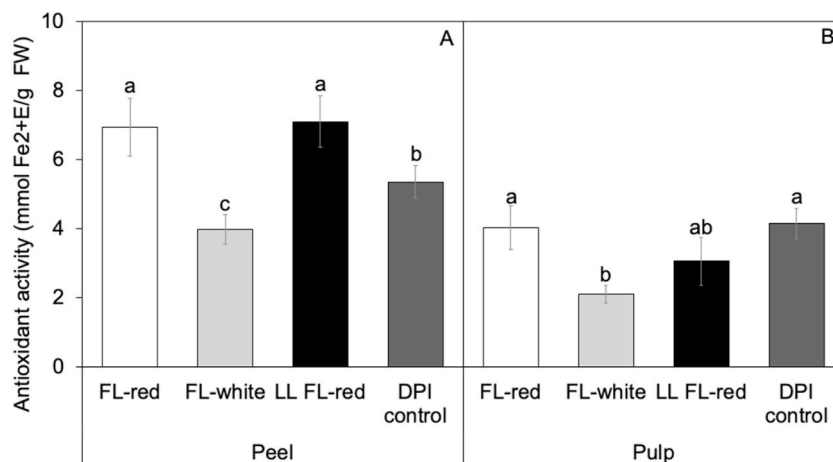 Antioxidant activity (mmol Fe2+E/g FW)
10
8
6
4
2
0
A
a
c
a
b
B
a
b
ab
a
FL-red FL-white LL FL-red DPI control
FL-red FL-white LL FL-red DPI control
Peel
Pulp